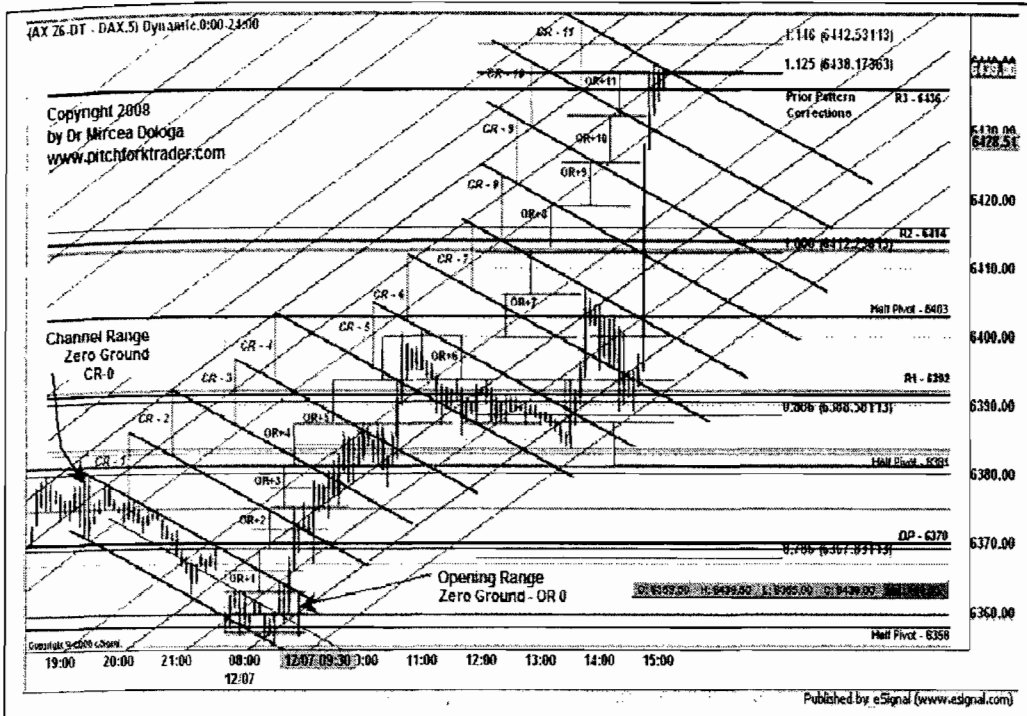 (AX Z6-DT - DAX.5) Dynamic.0:00-24:00
Copyright 2008
by Dr Mircea Dologa
www.pitchforktrader.com
CR - 11
CR - 10
CR - 9
CR - 8
CR - 7
CR - 6
CR - 5
CR - 4
CR - 3
CR - 2
CR - 1
OR+11
OR+10
OR+9
OR+8
OR+7
OR+6
OR+5
OR+4
OR+3
OR+2
OR+1
Channel Range
Zero Ground
CR-0
Opening Range
Zero Ground - OR 0
1.146 (6442.53113)
1.125 (6438.17363)
Prior Pattern
Corrections
R3 - 6436
6430.00
6428.51
6420.00
R2 - 6414
6410.00
Half Pivot - 6403
6400.00
R1 - 6392
6390.00
Half Pivot - 6381
6380.00
DP - 6370
6370.00
6360.00
Half Pivot - 6358
19:00 20:00 21:00 08:00 12/07 09:30 0:00 11:00 12:00 13:00 14:00 15:00
12/07
Published by eSignal (www.esignal.com)